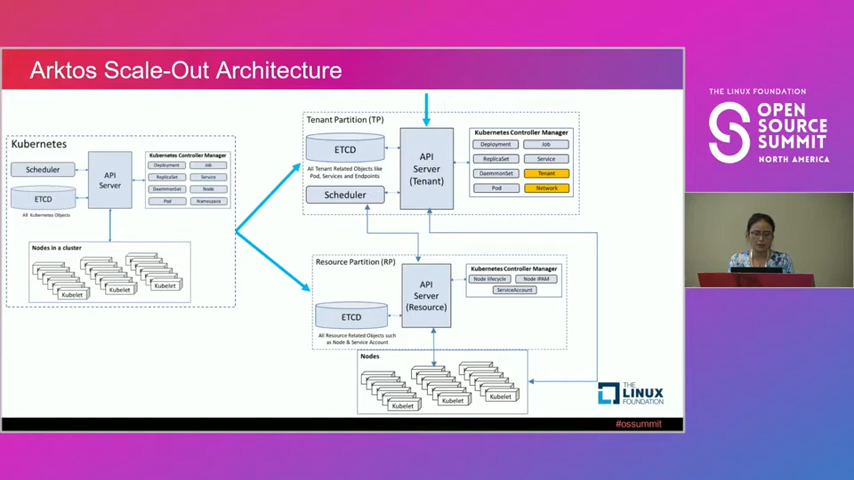 Arktos Scale-Out Architecture
Kubernetes
Scheduler
ETCD
All Kubernetes Objects
API
Server
Kubernetes Controller Manager
Deployment
Job
ReplicaSet
Service
DaemmonSet
Node
Pod
Namespace
Nodes in a cluster
Kubelet
Kubelet
Kubelet
Tenant Partition (TP)
ETCD
All Tenant Related Objects like
Pod, Services and Endpoints
Scheduler
API
Server
(Tenant)
Kubernetes Controller Manager
Deployment
Job
ReplicaSet
Service
DaemmonSet
Tenant
Pod
Network
Resource Partition (RP)
ETCD
All Resource Related Objects such
as Node & Service Account
API
Server
(Resource)
Kubernetes Controller Manager
Node lifecycle
Node IPAM
ServiceAccount
Nodes
Kubelet
Kubelet
Kubelet
THE
LINUX
FOUNDATION
#ossummit
THE LINUX FOUNDATION
OPEN
SOURCE
SUMMIT
NORTH AMERICA